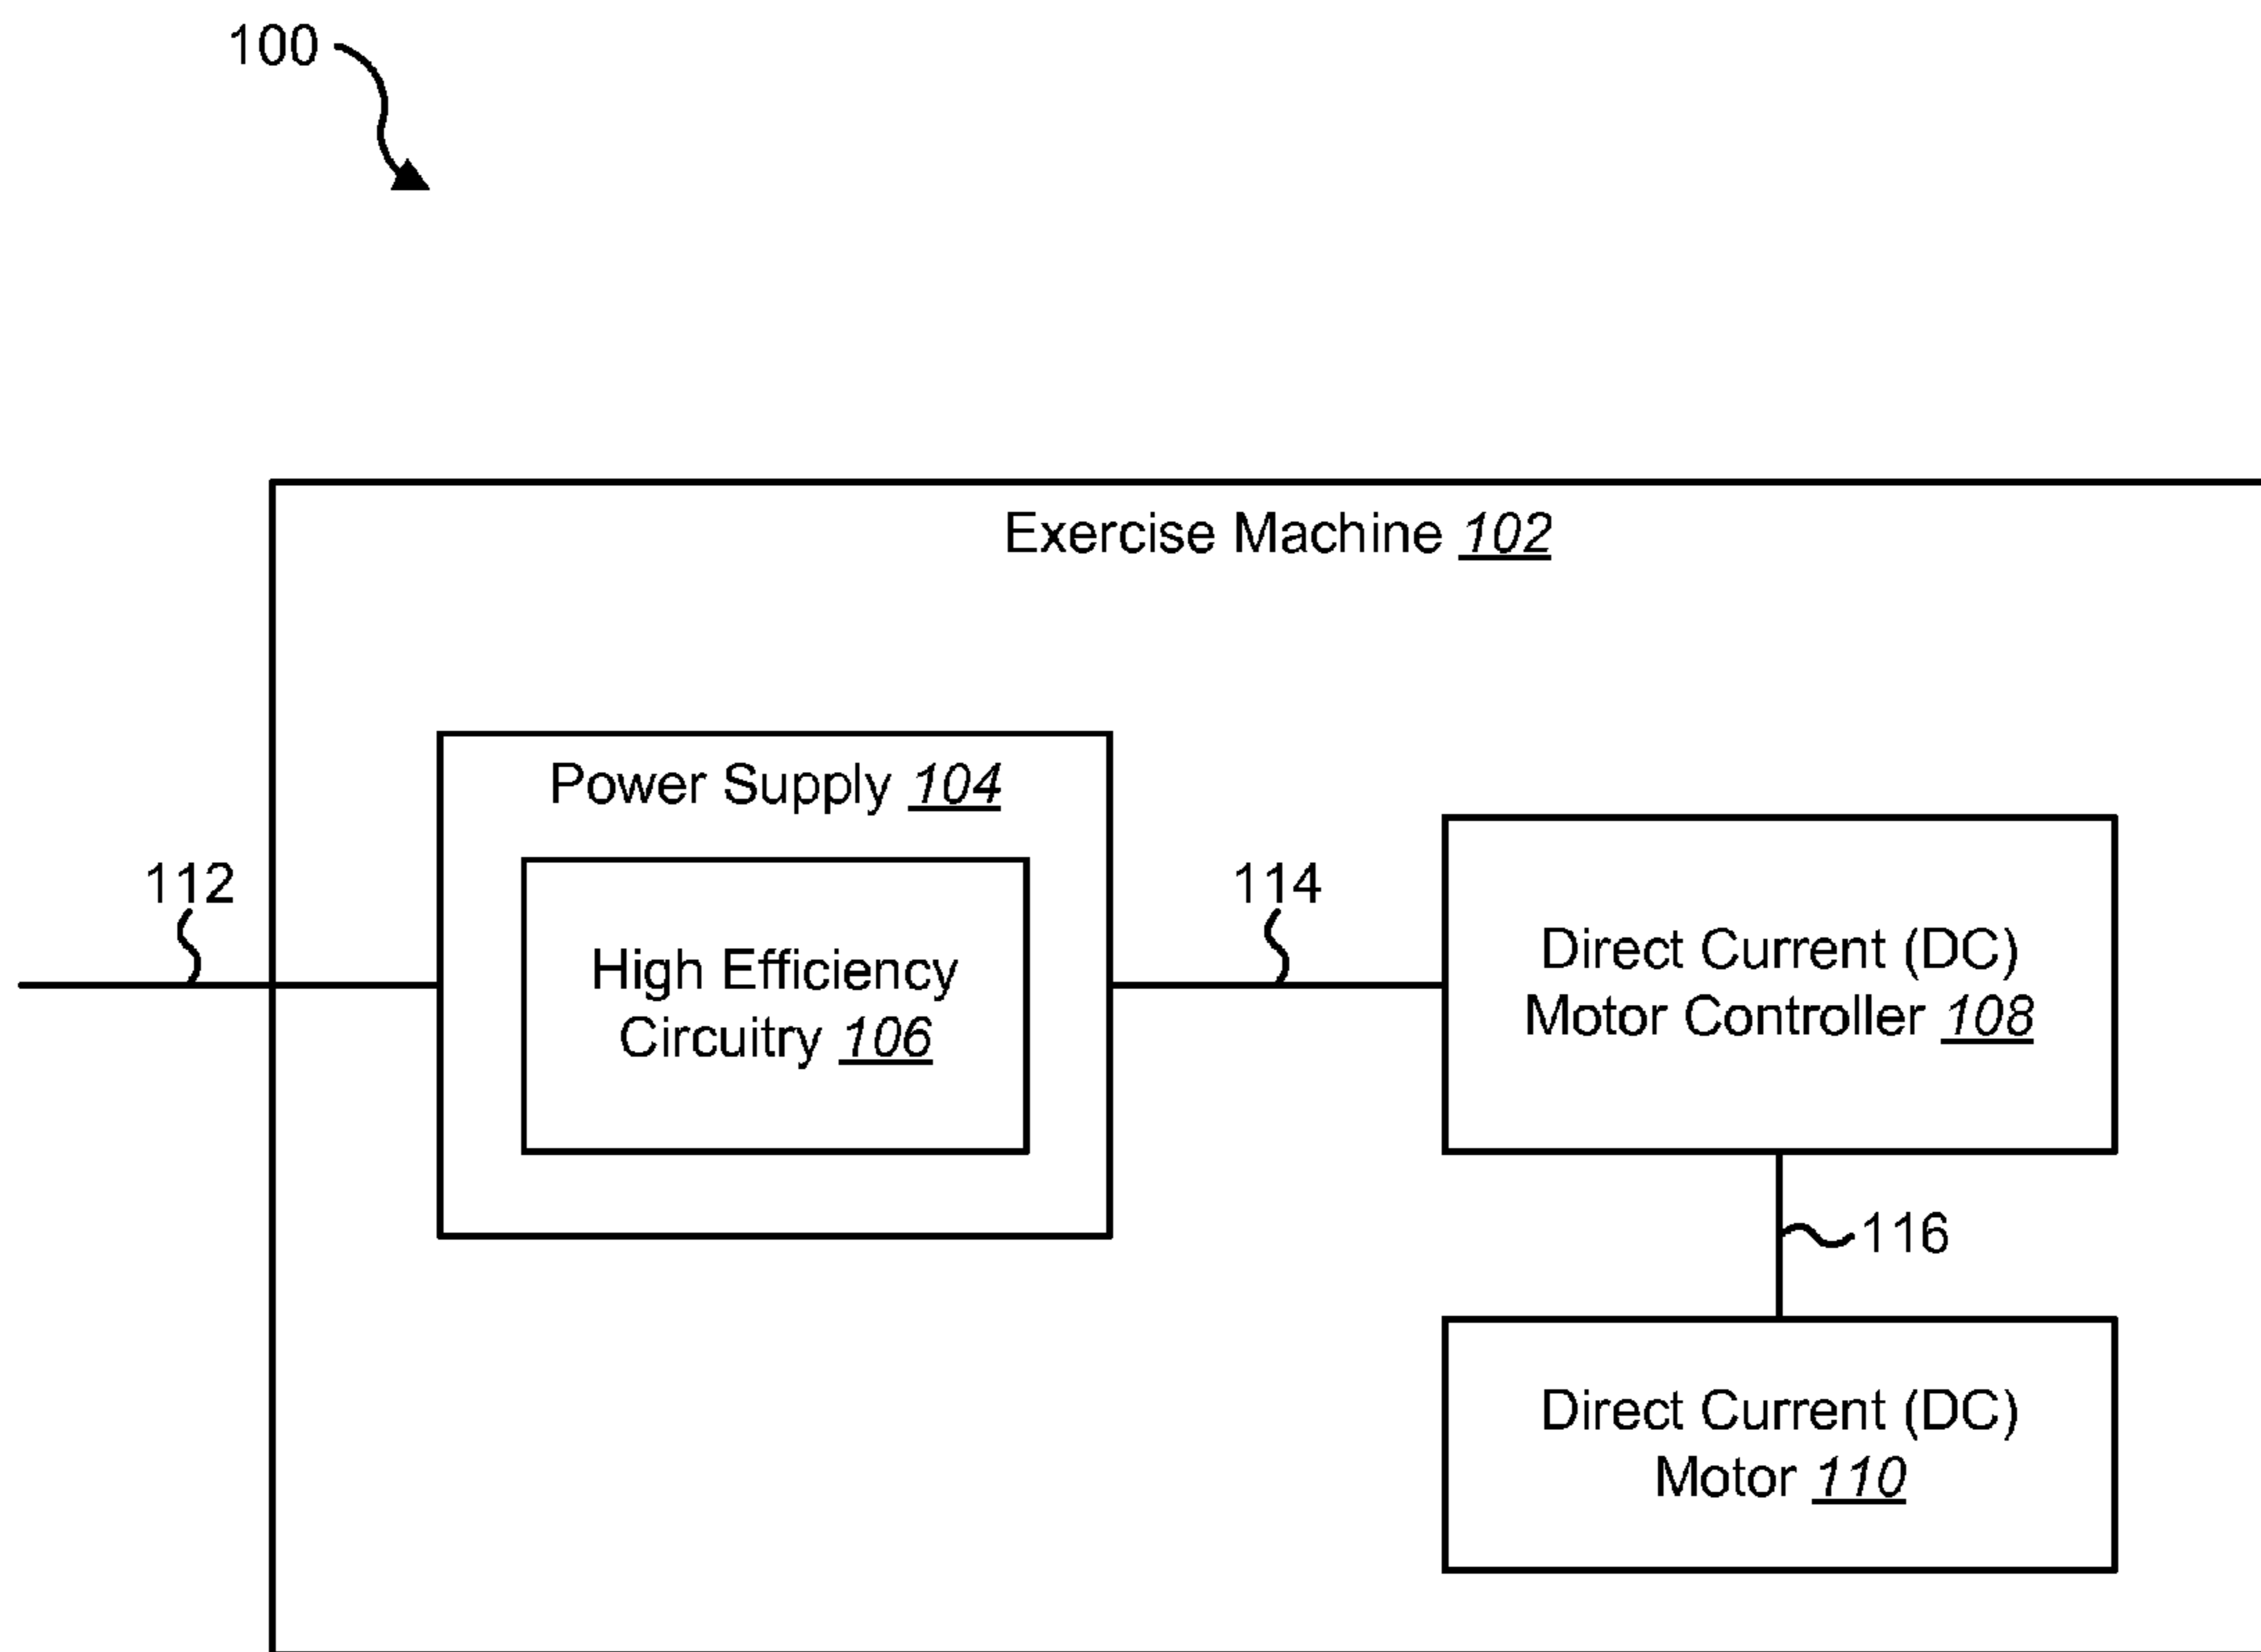 100
Exercise Machine 102
Power Supply 104
112
114
High Efficiency
Circuitry 106
Direct Current (DC)
Motor Controller 108
116
Direct Current (DC)
Motor 110